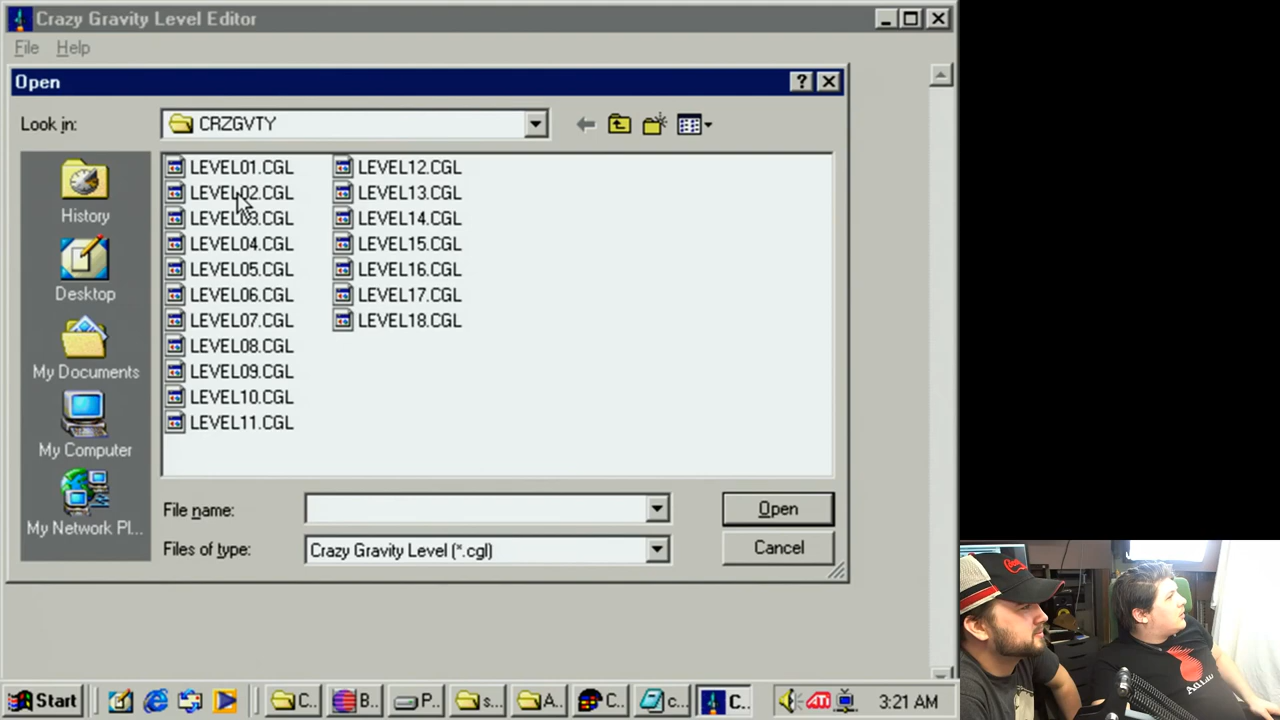 Crazy Gravity Level Editor
File Help
Open
Look in: CRZGVTY
History
Desktop
My Documents
My Computer
My Network Pl...
LEVEL01.CGL
LEVEL02.CGL
LEVEL03.CGL
LEVEL04.CGL
LEVEL05.CGL
LEVEL06.CGL
LEVEL07.CGL
LEVEL08.CGL
LEVEL09.CGL
LEVEL10.CGL
LEVEL11.CGL
LEVEL12.CGL
LEVEL13.CGL
LEVEL14.CGL
LEVEL15.CGL
LEVEL16.CGL
LEVEL17.CGL
LEVEL18.CGL
File name: Open
Files of type: Crazy Gravity Level (*.cgl) Cancel
Start C... B... P... s... A... C... c... C... 3:21 AM